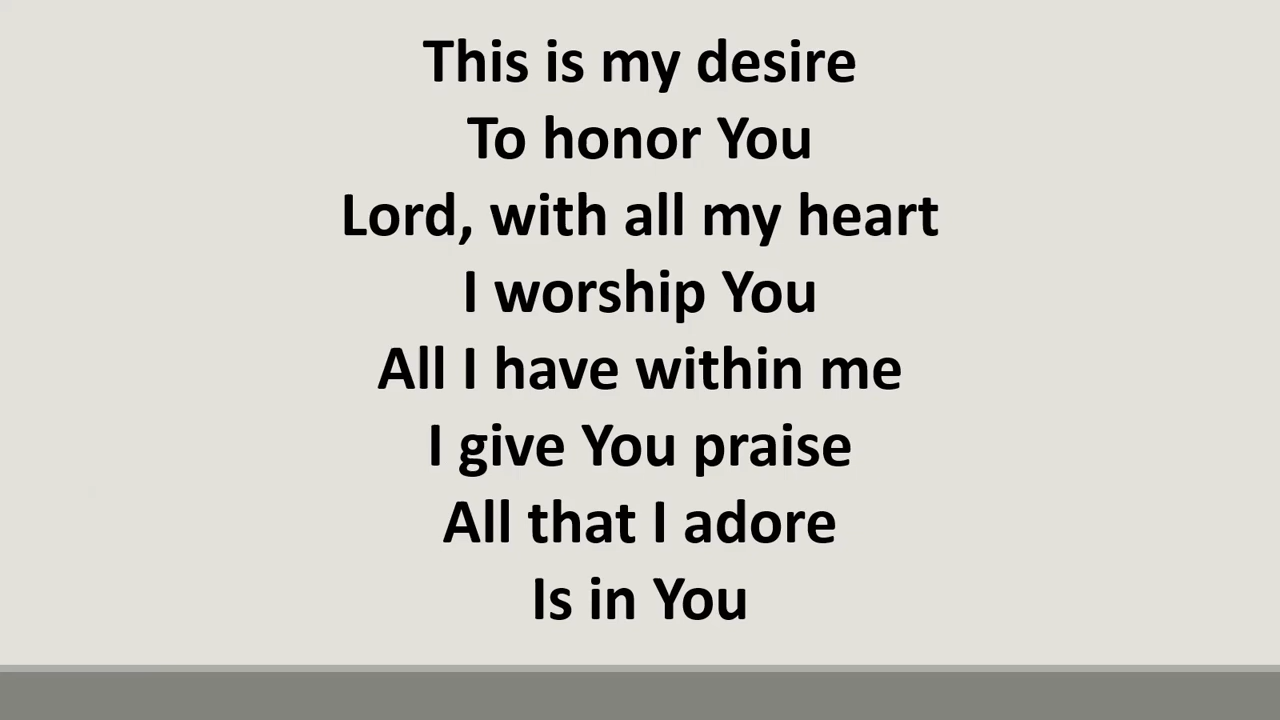 This is my desire
To honor You
Lord, with all my heart
I worship You
All I have within me
I give You praise
All that I adore
Is in You